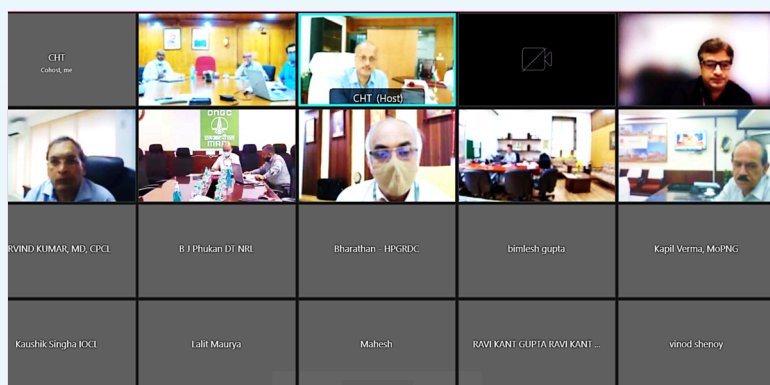 CHT
Cohost, me
CHT (Host)
ONGC
RVIND KUMAR, MD, CPCL
B J Phukan DT NRL
Bharathan - HPGRDC
bimlesh gupta
Kapil Verma, MoPNG
Kaushik Singha IOCL
Lalit Maurya
Mahesh
RAVI KANT GUPTA RAVI KANT ...
vinod shenoy